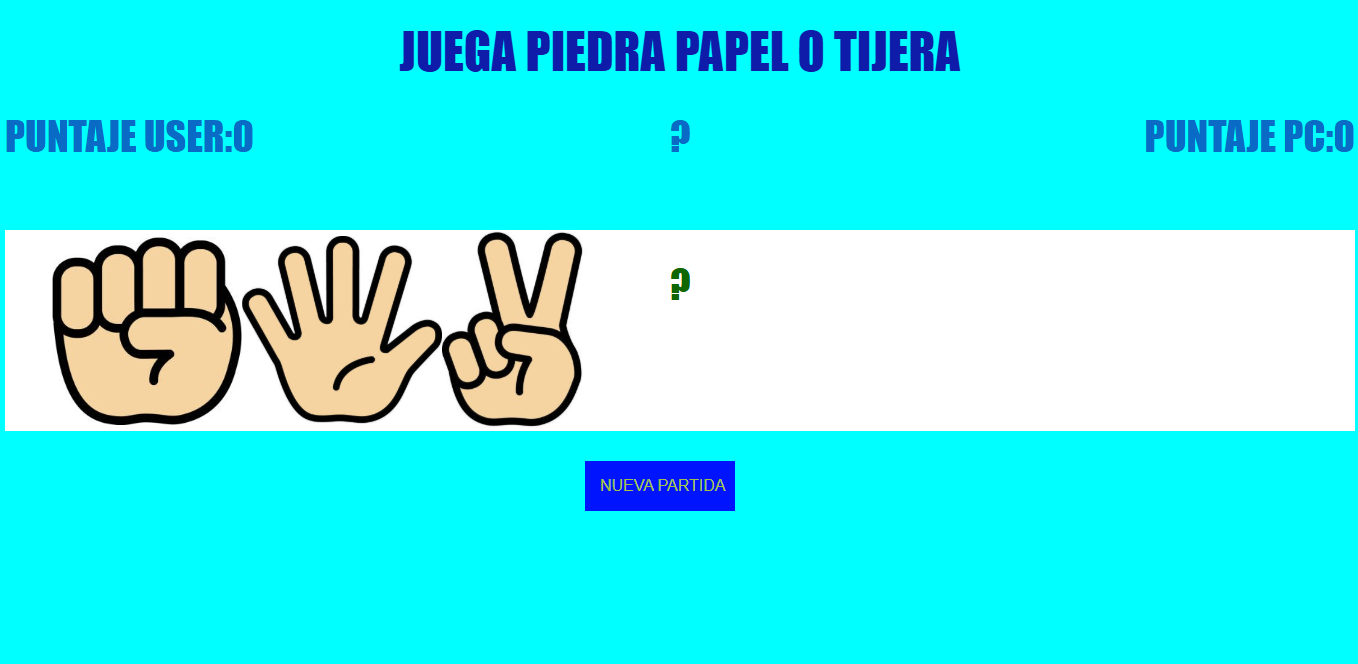 JUEGA PIEDRA PAPEL O TIJERA
PUNTAJE USER:0 ? PUNTAJE PC:0
?
NUEVA PARTIDA